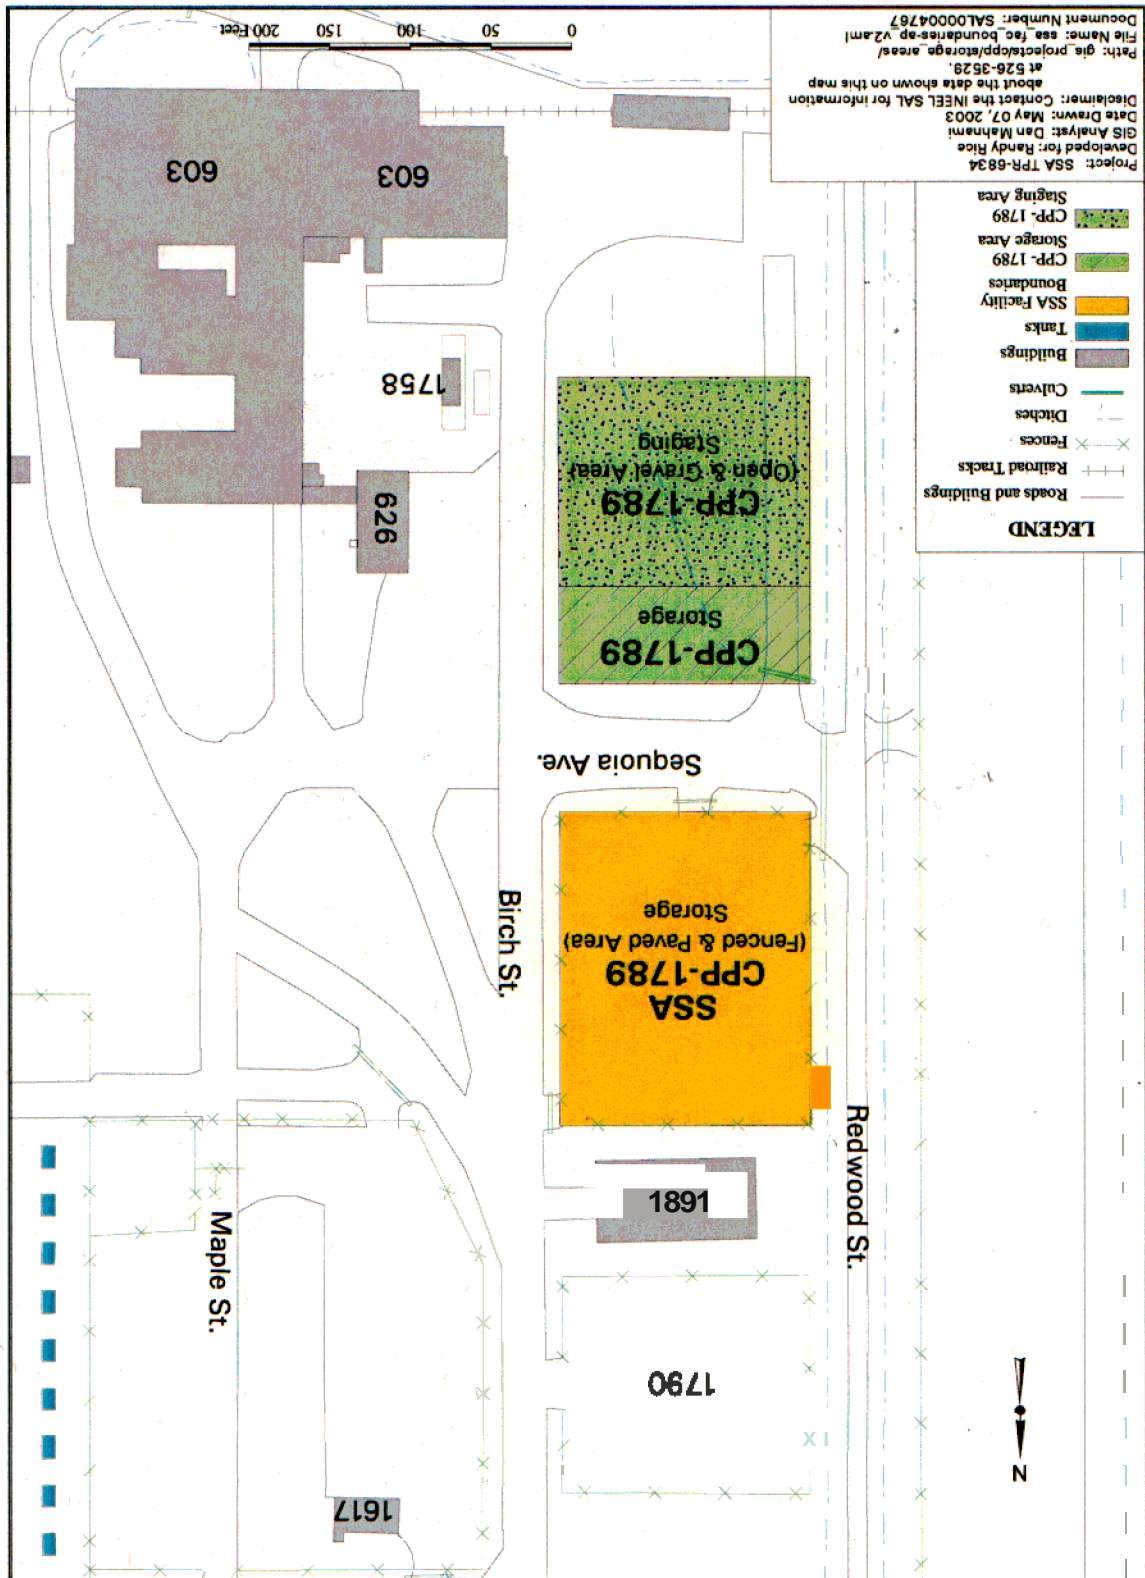 N
1617
1790
Maple St.
1891
Redwood St.
SSA
CPP-1789
(Fenced & Paved Area)
Storage
Birch St.
Sequoia Ave.
CPP-1789
Storage
CPP-1789
(Open & Gravel Area)
Staging
626
1758
603
603
LEGEND
Roads and Buildings
Railroad Tracks
Fences
Ditches
Culverts
Buildings
Tanks
SSA Facility
Boundaries
CPP- 1789
Storage Area
CPP- 1789
Staging Area
Project: SSA TPR-6834
Developed for: Randy Rice
GIS Analyst: Dan Mahnami
Date Drawn: May 07, 2003
Disclaimer: Contact the INEEL SAL for information
about the data shown on this map
at 526-3529.
Path: gis_projects/cpp/storage_areas/
File Name: ssa_fac_boundaries-ap_v2.aml
Document Number: SAL00004767
0 50 100 150 200 Feet